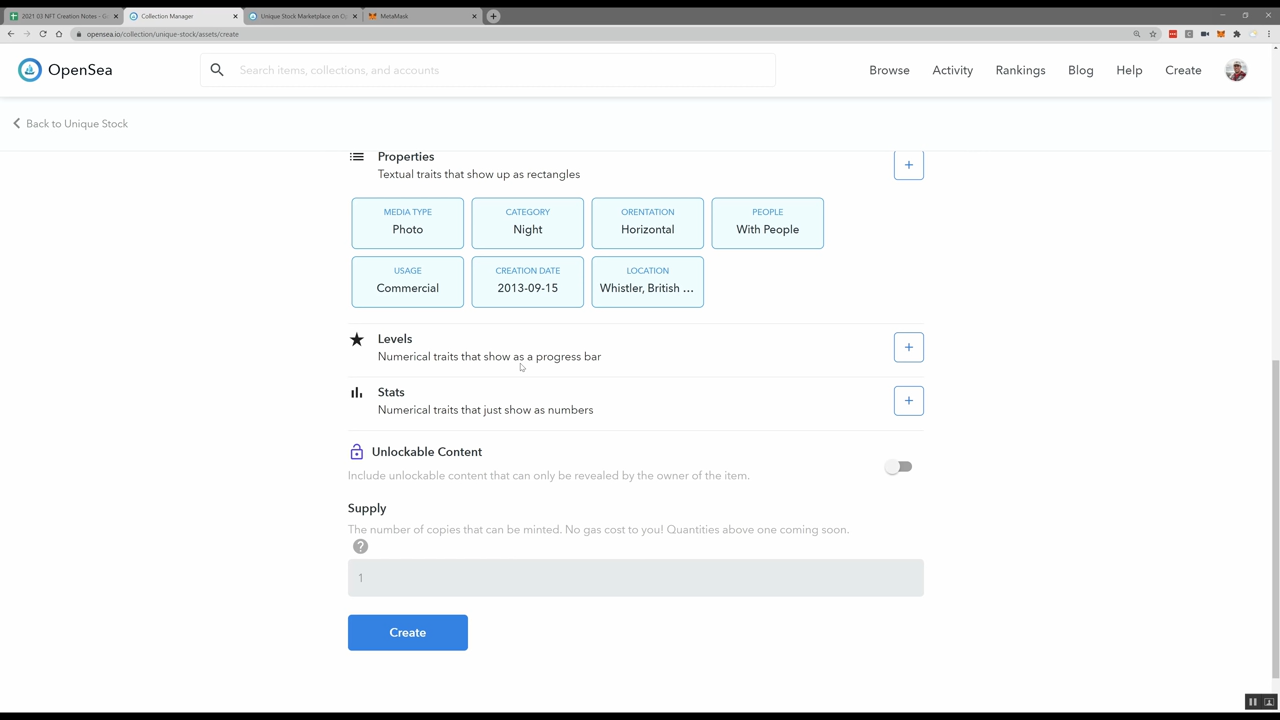 2021 03 NFT Creation Notes - Go
Collection Manager
Unique Stock Marketplace on O
MetaMask
opensea.io/collection/unique-stock/assets/create
OpenSea
Search items, collections, and accounts
Browse
Activity
Rankings
Blog
Help
Create
Back to Unique Stock
Properties
Textual traits that show up as rectangles
+
MEDIA TYPE
Photo
CATEGORY
Night
ORENTATION
Horizontal
PEOPLE
With People
USAGE
Commercial
CREATION DATE
2013-09-15
LOCATION
Whistler, British ...
Levels
Numerical traits that show as a progress bar
+
Stats
Numerical traits that just show as numbers
+
Unlockable Content
Include unlockable content that can only be revealed by the owner of the item.
Supply
The number of copies that can be minted. No gas cost to you! Quantities above one coming soon.
?
1
Create